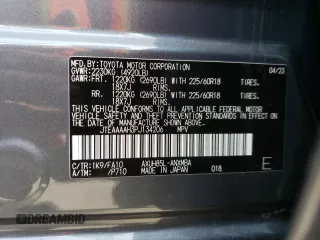 MFD. BY: TOYOTA MOTOR CORPORATION 04/23
GVWR: 2230KG (4920LB)
GAWR: FRT. 1220KG (2690LB) WITH 225/60R18 TIRES.
18X7J
RR. 1220KG (2690LB) WITH 225/60R18 TIRES.
18X7J
THIS VEHICLE CONFORMS TO ALL APPLICABLE FEDERAL MOTOR
VEHICLE SAFETY AND THEFT PREVENTION STANDARDS IN EFFECT
ON THE DATE OF MANUFACTURE SHOWN ABOVE.
JTEAAAAH3PJ134206 MPV
C/TR: 1K9/FA10 AXUH85L-ANXMBA E
A/TM: /P710 MADE IN JAPAN 018
DREAMBID